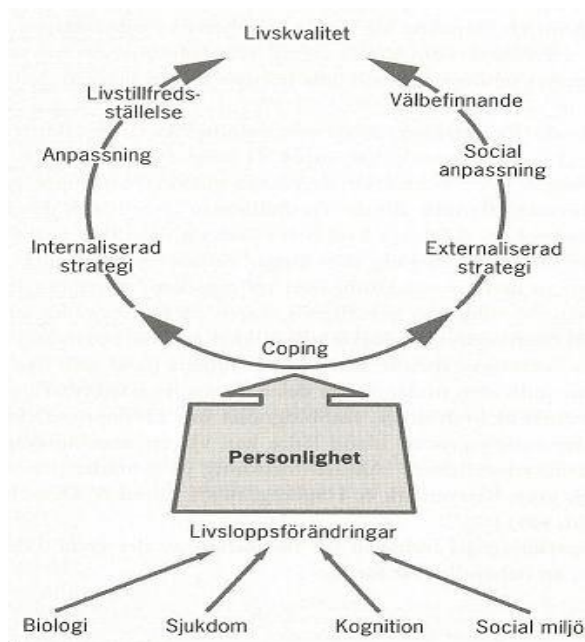 Livskvalitet
Livstillfreds-
ställelse
Välbefinnande
Anpassning
Social
anpassning
Internaliserad
strategi
Externaliserad
strategi
Coping
Personlighet
Livsloppsförändringar
Biologi
Sjukdom
Kognition
Social miljö